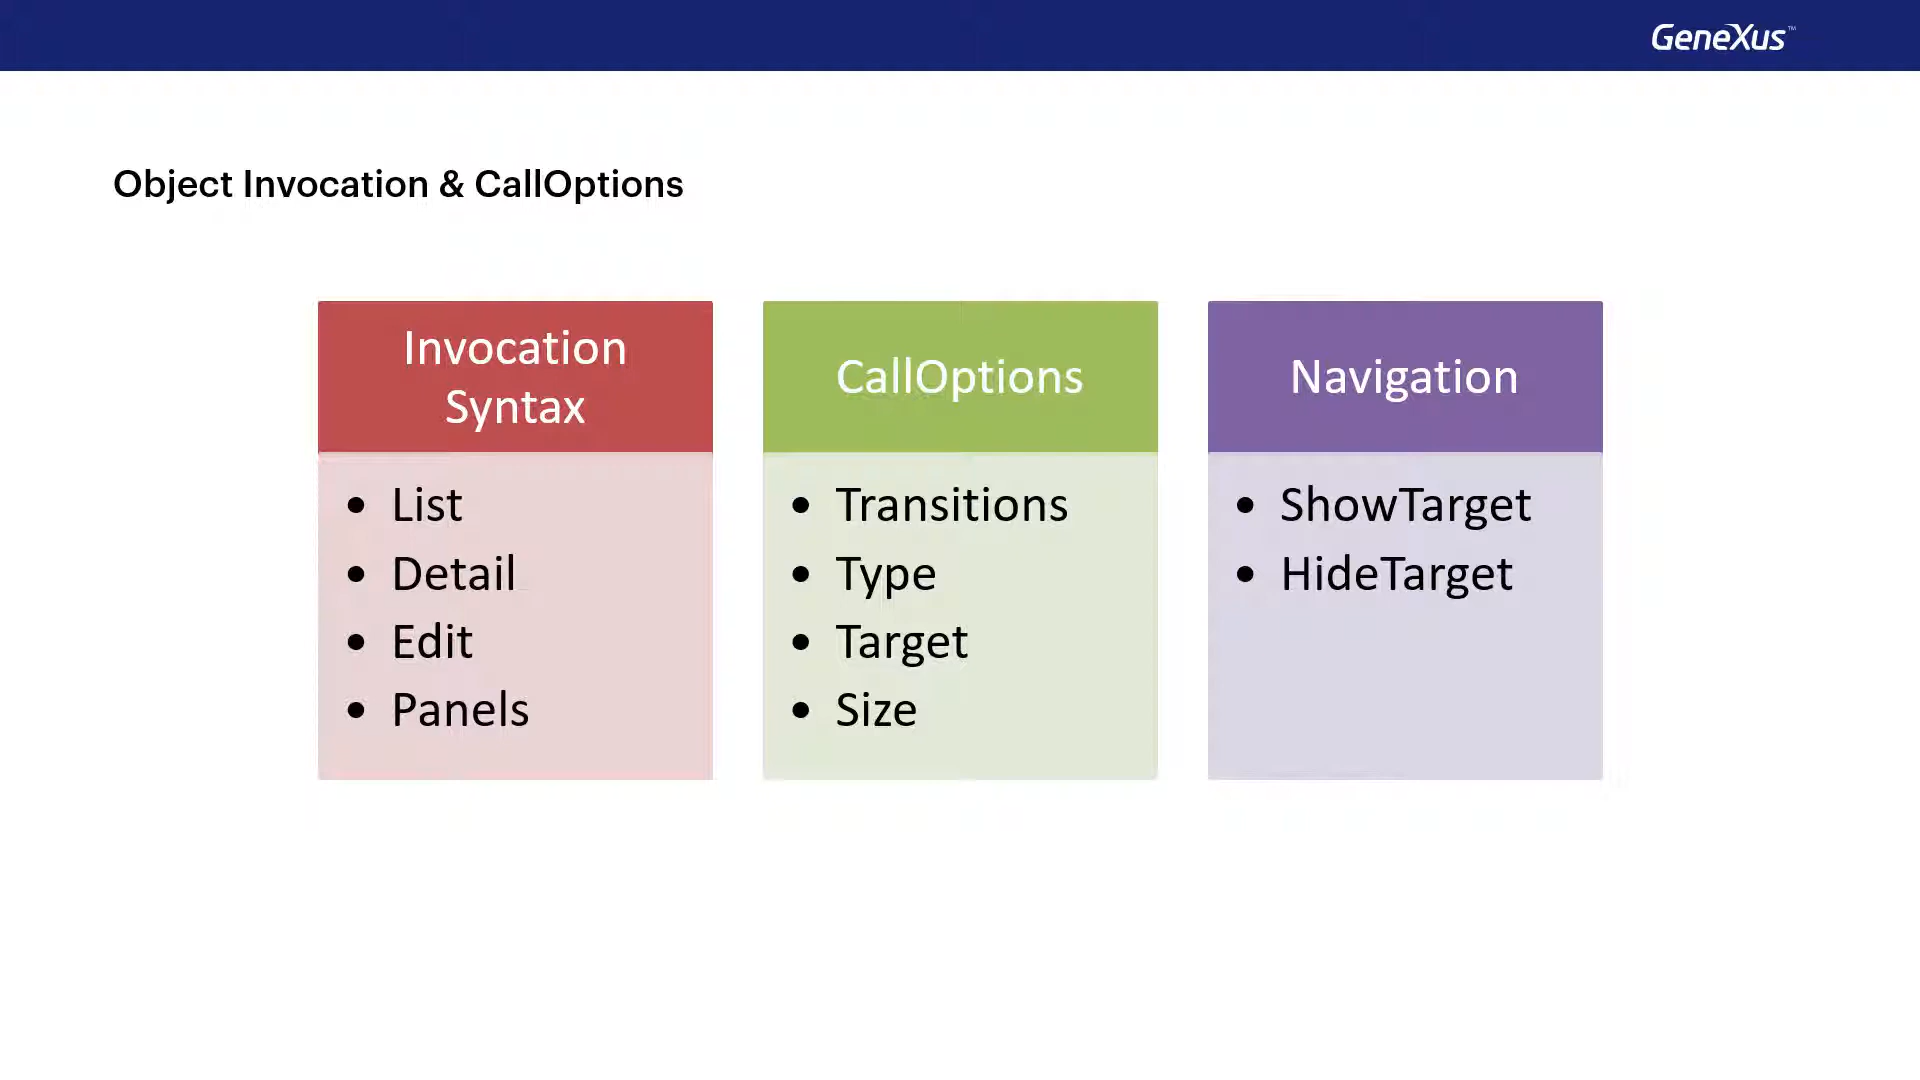 GeneXus™
Object Invocation & CallOptions
Invocation
Syntax
• List
• Detail
• Edit
• Panels
CallOptions
• Transitions
• Type
• Target
• Size
Navigation
• ShowTarget
• HideTarget